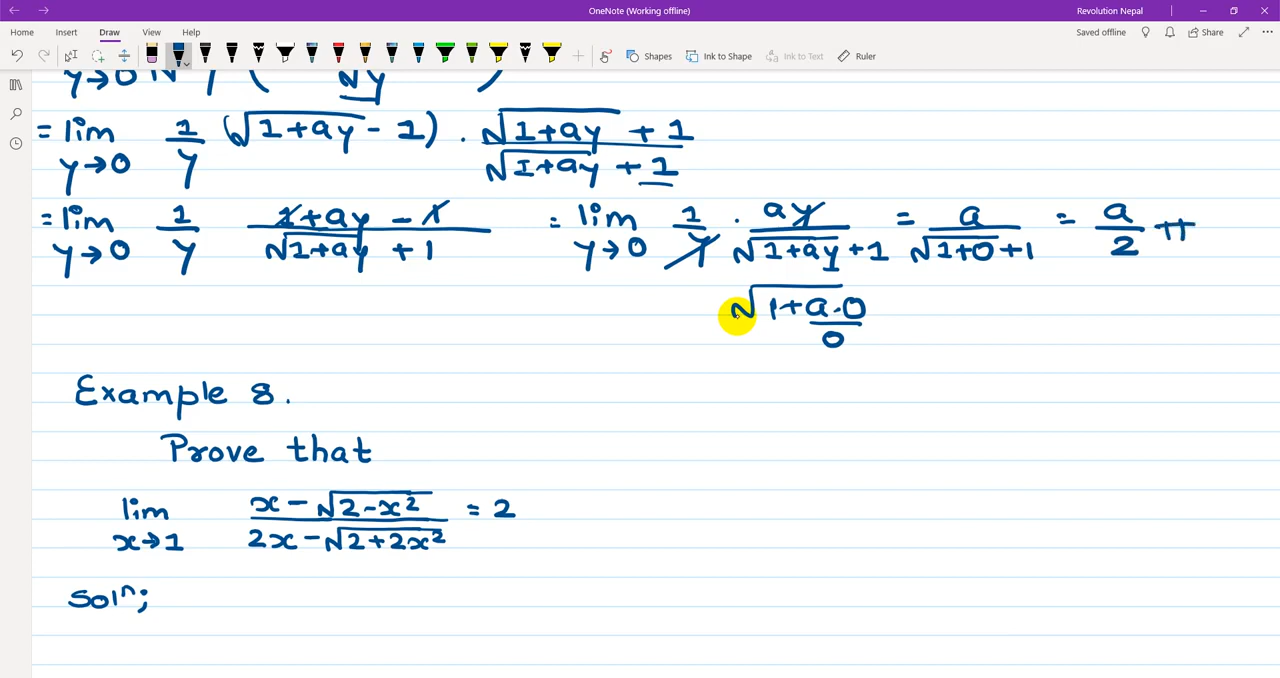 OneNote (Working offline)
Revolution Nepal
Home Insert Draw View Help
Saved offline
Share
Shapes Ink to Shape Ink to Text Ruler
y→0 √y
= lim y→0 1/y (√(1+ay) - 1) . (√(1+ay) + 1)/(√(1+ay) + 1)
= lim y→0 1/y (1+ay - 1)/(√(1+ay) + 1) = lim y→0 1/y . ay/(√(1+ay) + 1) = a/(√(1+0) + 1) = a/2
√(1+a.0
0
Example 8.
Prove that
lim x→1 (x - √(2-x²))/(2x - √(2+2x²)) = 2
Solⁿ;